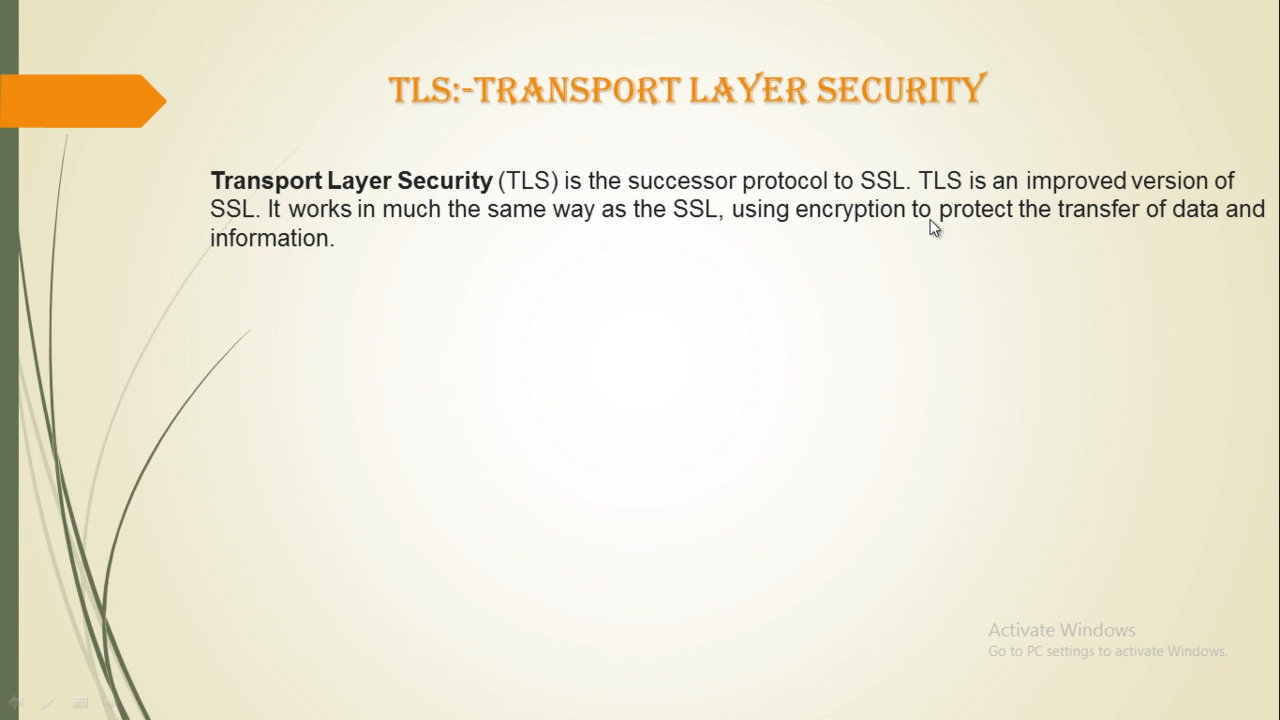 TLS:-TRANSPORT LAYER SECURITY
Transport Layer Security (TLS) is the successor protocol to SSL. TLS is an improved version of
SSL. It works in much the same way as the SSL, using encryption to protect the transfer of data and
information.
Activate Windows
Go to PC settings to activate Windows.